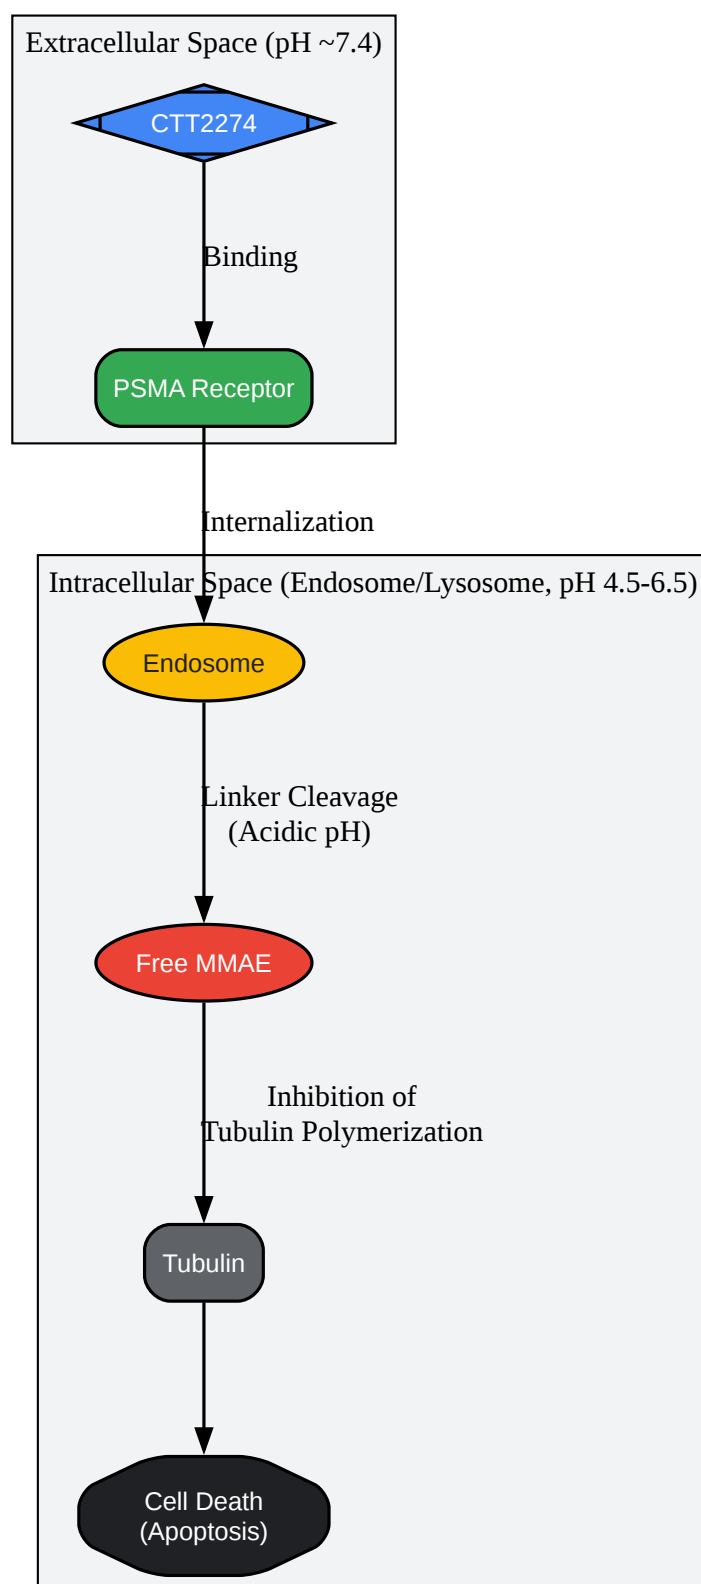 Extracellular Space (pH ~7.4)
CTT2274
Binding
PSMA Receptor
Internalization
Intracellular Space (Endosome/Lysosome, pH 4.5-6.5)
Endosome
Linker Cleavage
(Acidic pH)
Free MMAE
Inhibition of
Tubulin Polymerization
Tubulin
Cell Death
(Apoptosis)